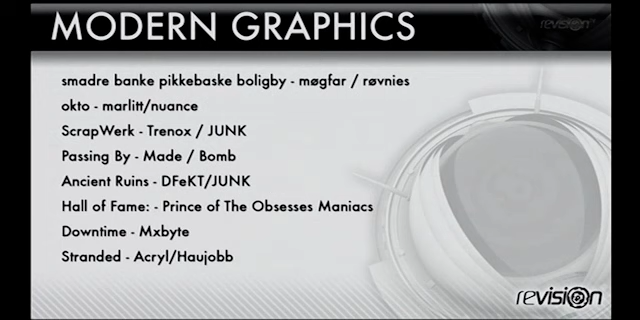 MODERN GRAPHICS
revision
smadre banke pikkebaske boligby - møgfar / røvnies
okto - marlitt/nuance
ScrapWerk - Trenox / JUNK
Passing By - Made / Bomb
Ancient Ruins - DFeKT/JUNK
Hall of Fame: - Prince of The Obsesses Maniacs
Downtime - Mxbyte
Stranded - Acryl/Haujobb
revision